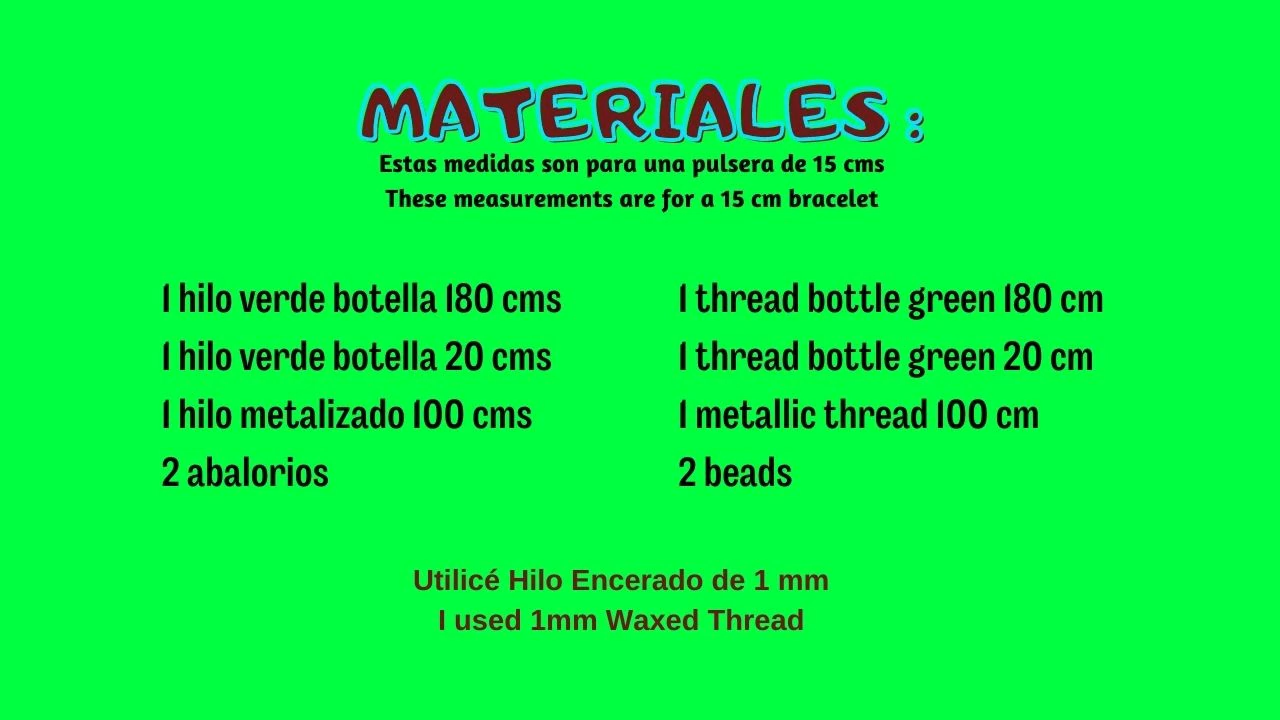 MATERIALES :
Estas medidas son para una pulsera de 15 cms
These measurements are for a 15 cm bracelet
1 hilo verde botella 180 cms
1 hilo verde botella 20 cms
1 hilo metalizado 100 cms
2 abalorios
1 thread bottle green 180 cm
1 thread bottle green 20 cm
1 metallic thread 100 cm
2 beads
Utilicé Hilo Encerado de 1 mm
I used 1mm Waxed Thread